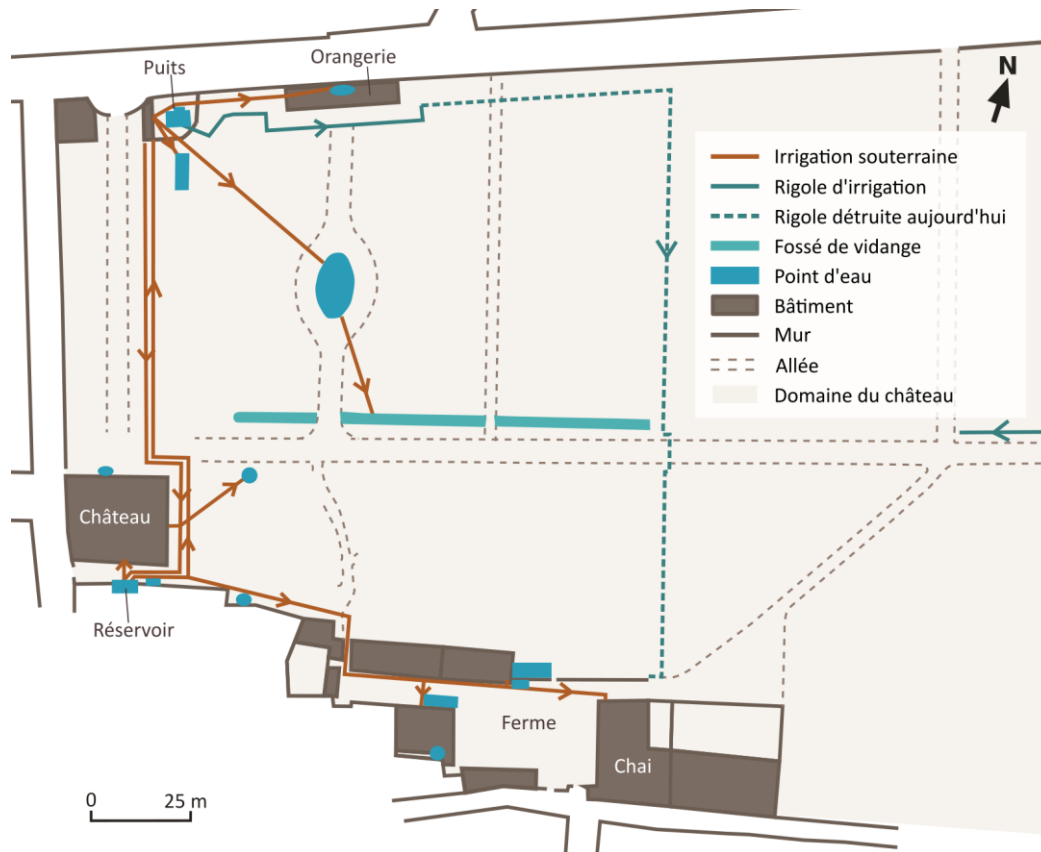 Orangerie
Puits
N
Irrigation souterraine
Rigole d'irrigation
Rigole détruite aujourd'hui
Fossé de vidange
Point d'eau
Bâtiment
Mur
Allée
Domaine du château
Château
Réservoir
Ferme
Chai
0 25 m